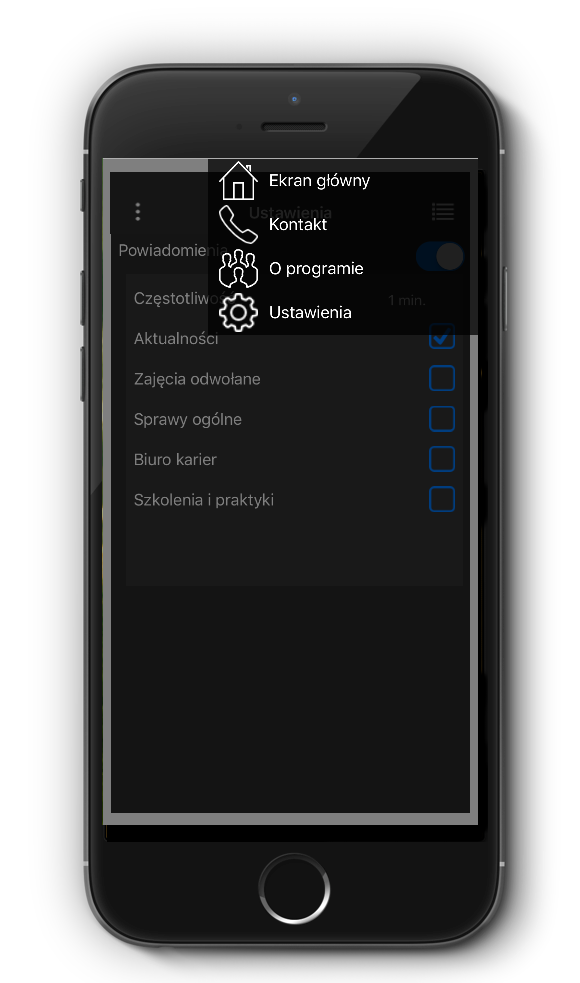 Ekran główny
Ustawienia
Kontakt
Powiadomienia
O programie
Częstotliwo
1 min.
Ustawienia
Aktualności
Zajęcia odwołane
Sprawy ogólne
Biuro karier
Szkolenia i praktyki